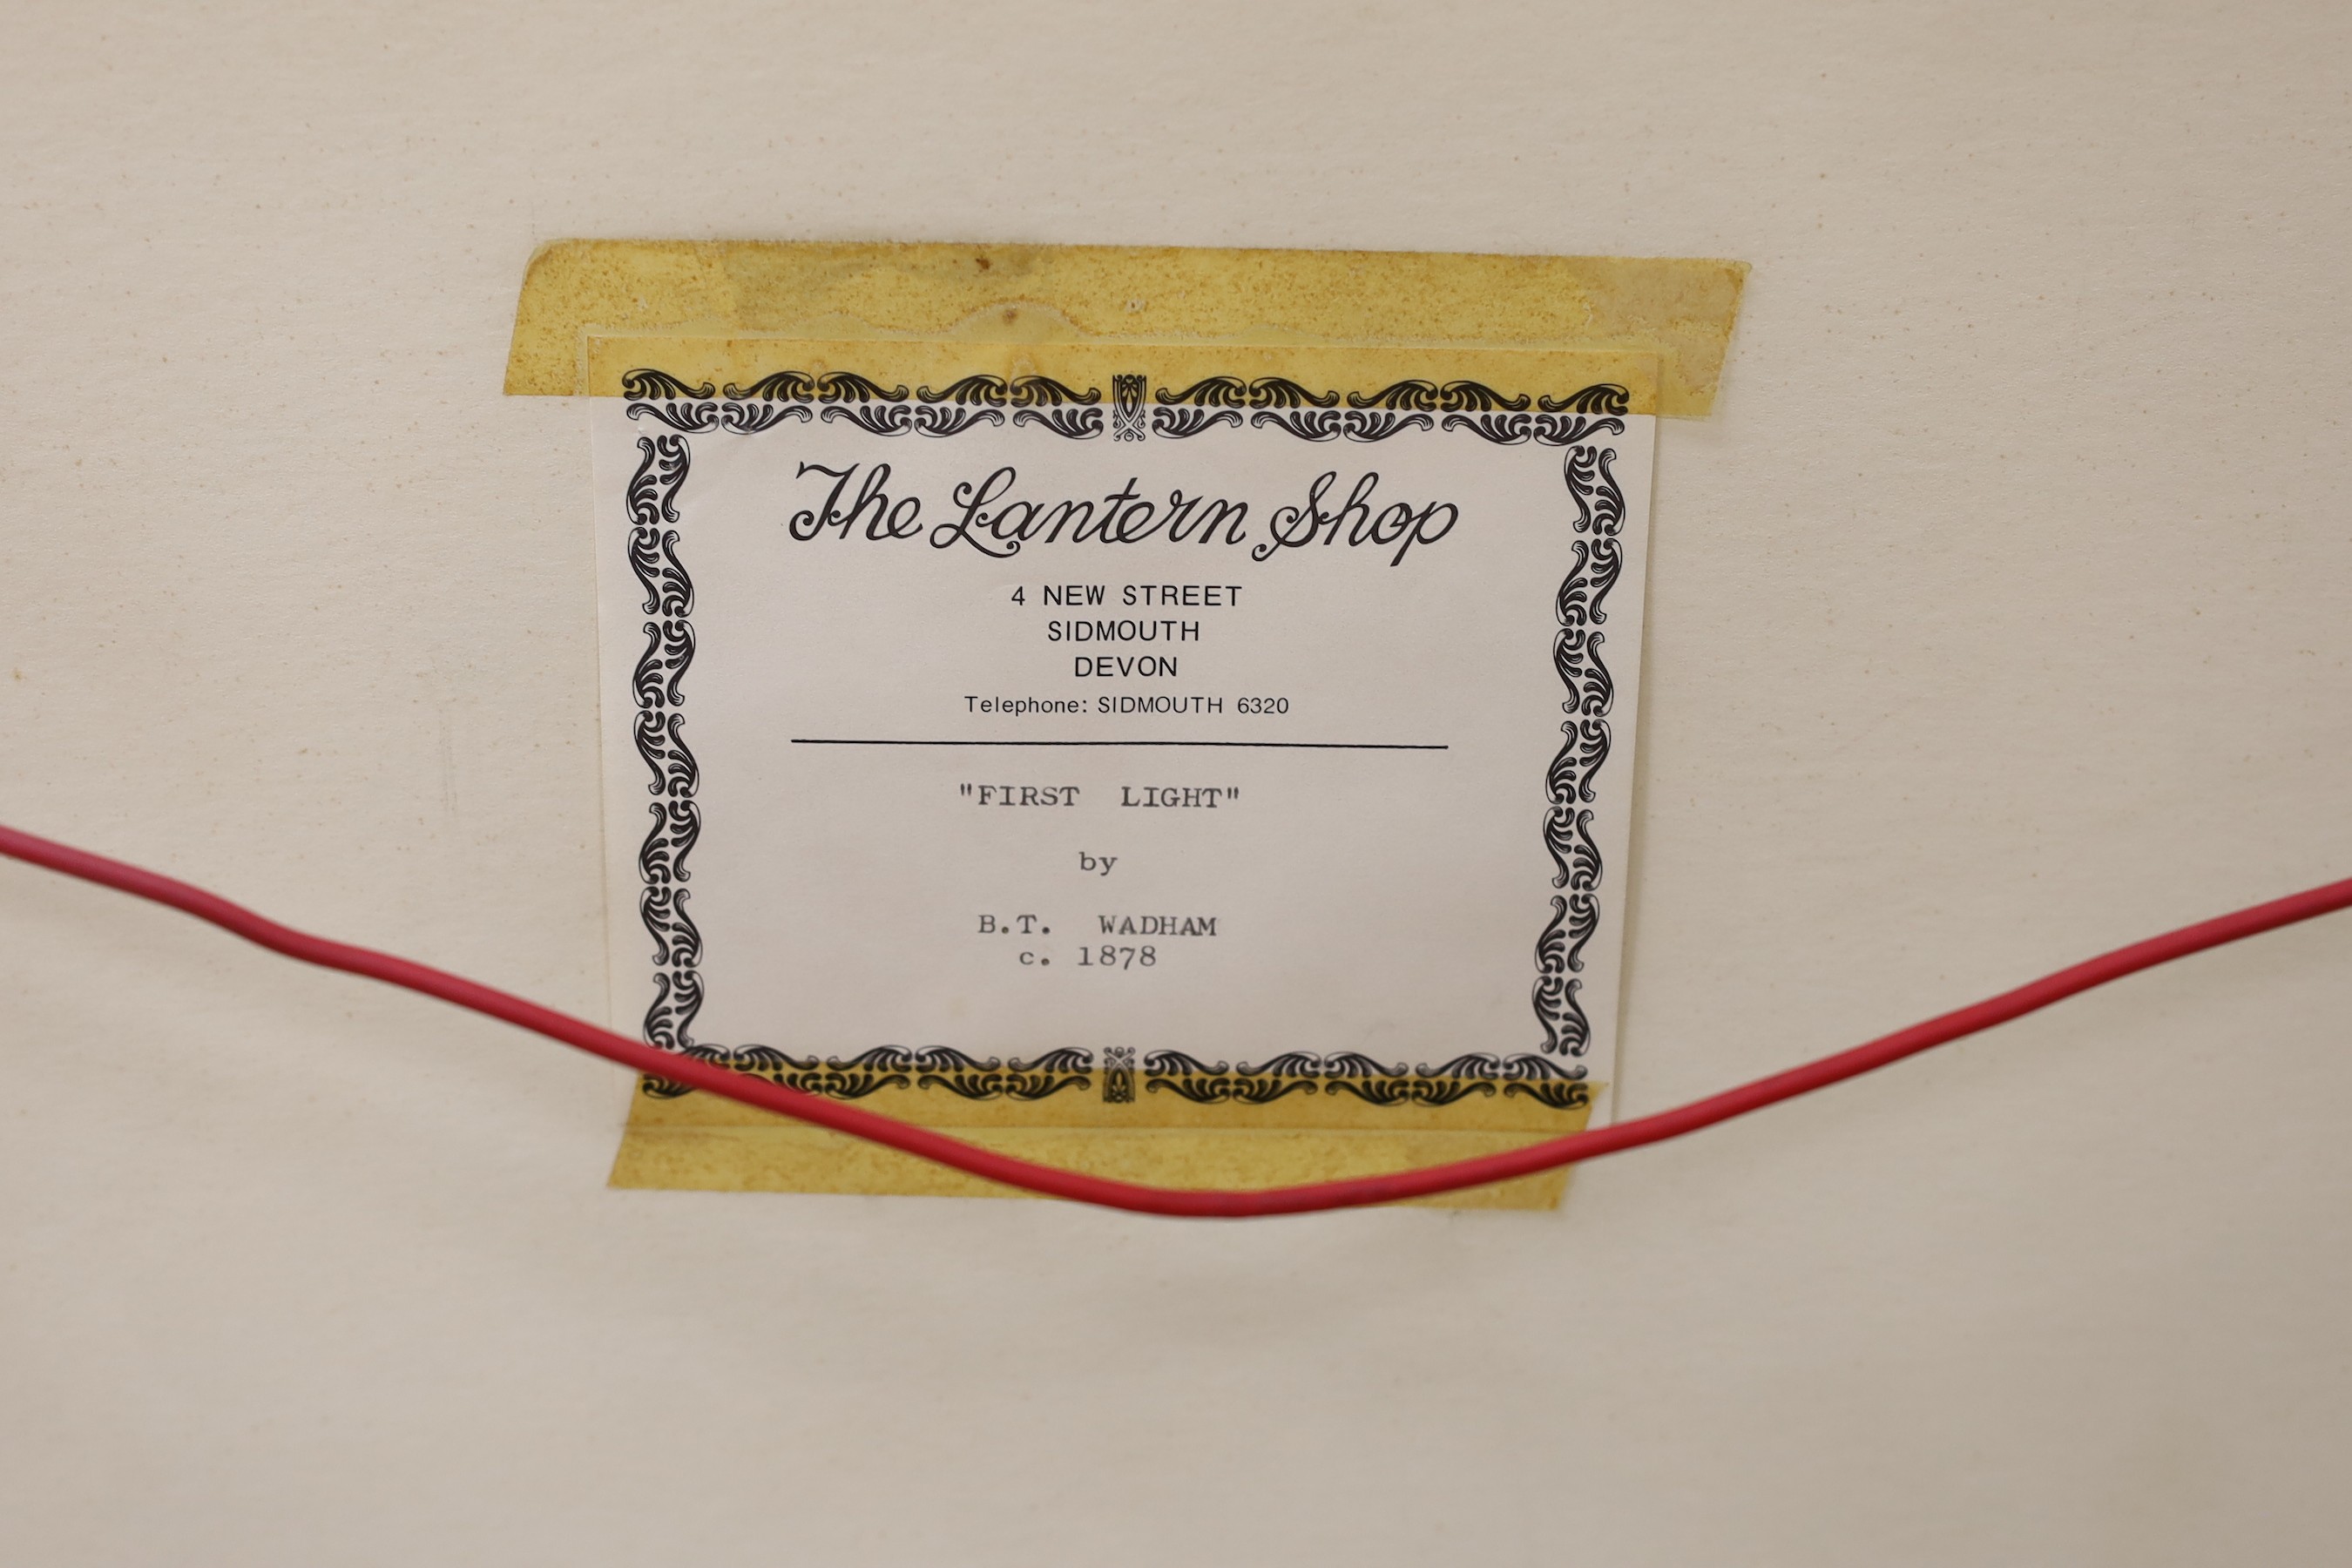 The Lantern Shop
4 NEW STREET
SIDMOUTH
DEVON
Telephone: SIDMOUTH 6320
"FIRST LIGHT"
by
B.T. WADHAM
c. 1878